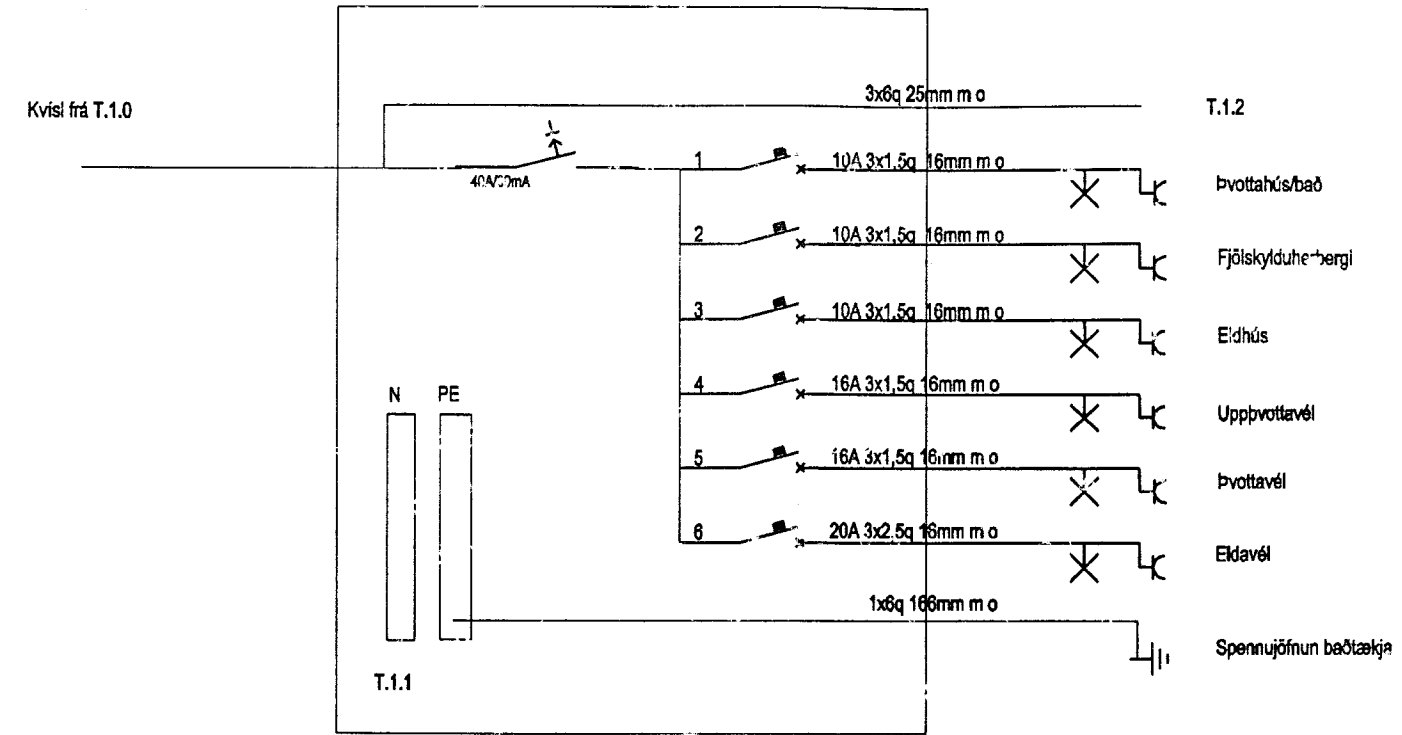 3x6q 25mm m o
Kvísl frá T.1.0
T.1.2
1
10A 3x1,5q 16mm m o
Þvottahús/bað
2
10A 3x1,5q 16mm m o
3
10A 3x1,5q 16mm m o
Eldhús
4
16A 3x1,5q 16mm m o
Uppþvottavél
N
PE
5
16A 3x1,5q 16mm m o
Þvottavél
6
20A 3x2,5q 16mm m o
Eldavél
1x6q 166mm m o
Spennujöfnun baðtækja
T.1.1